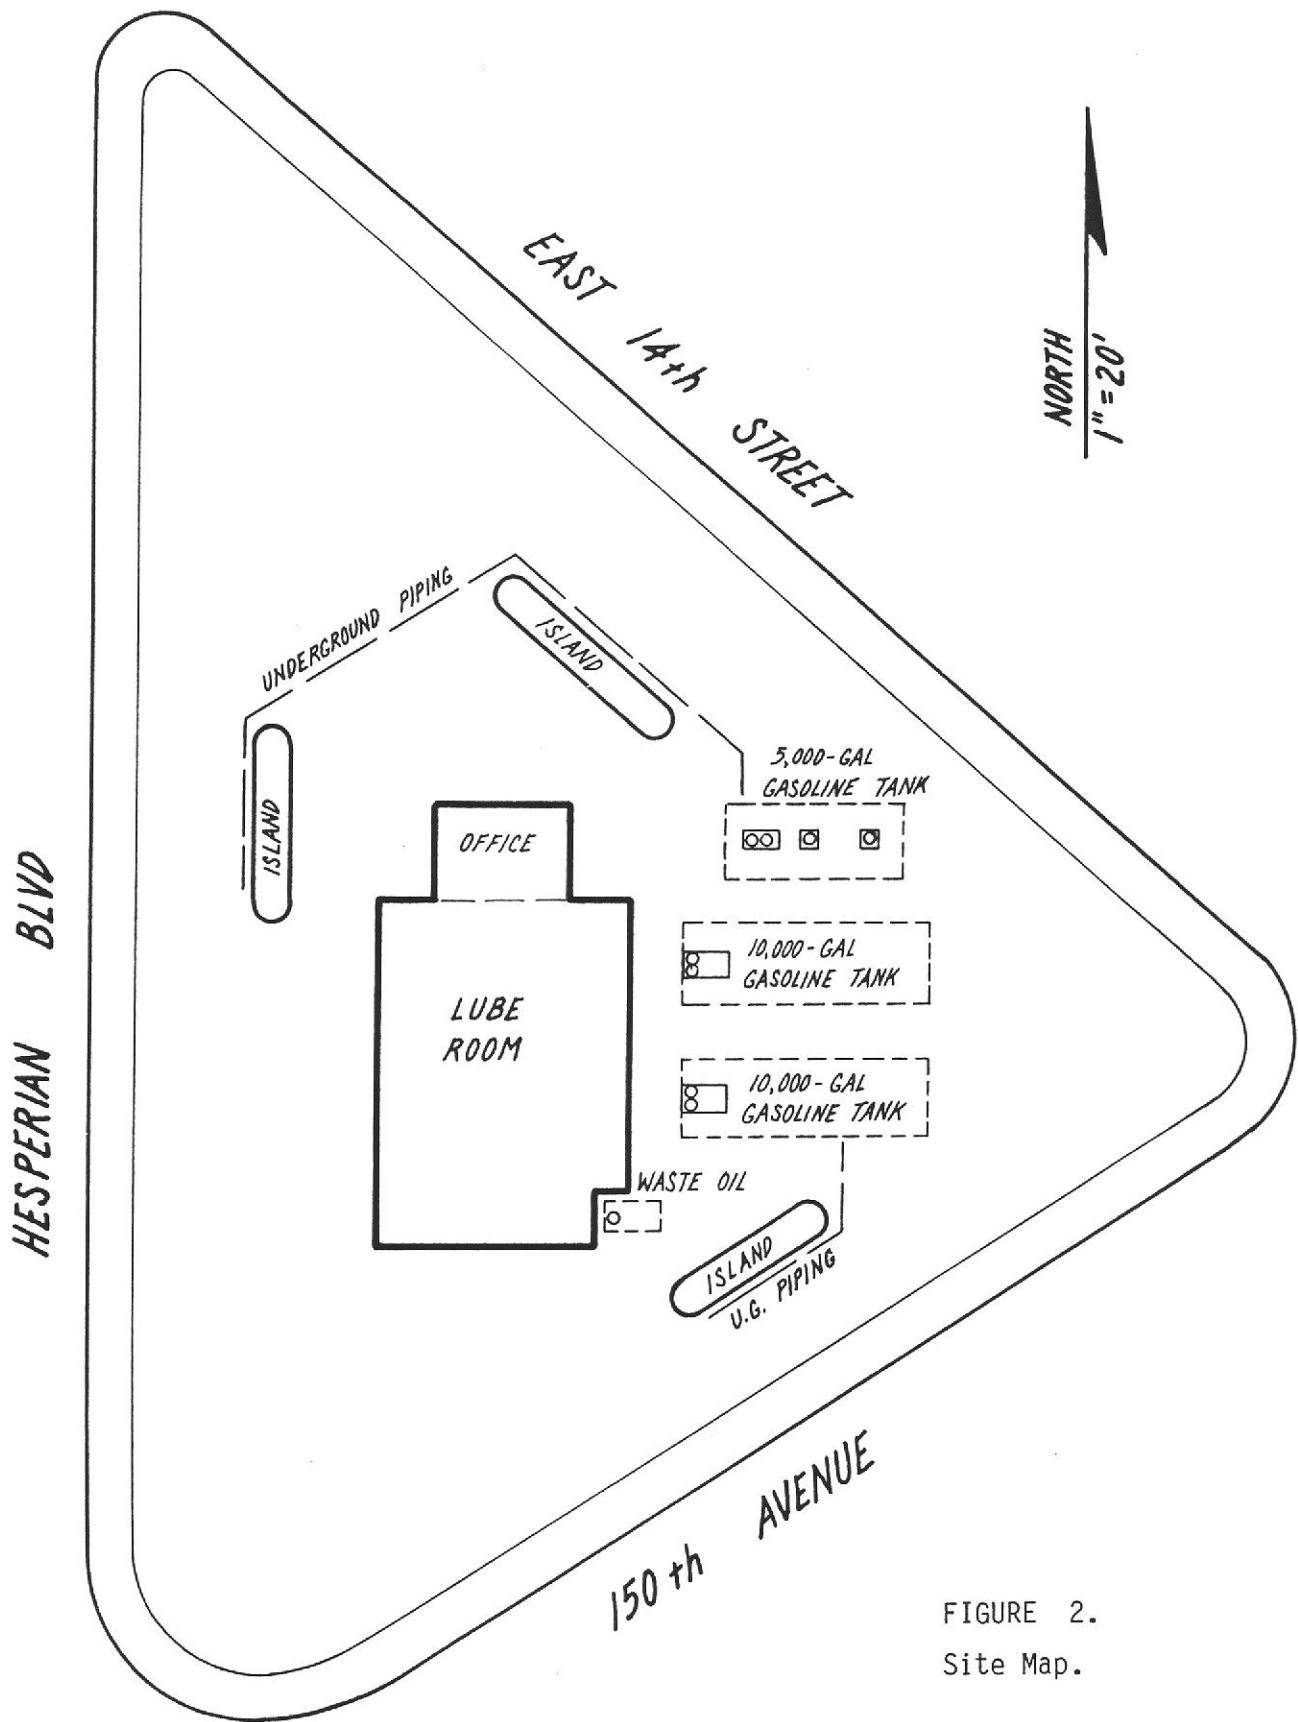 EAST 14th STREET
NORTH
1"=20'
UNDERGROUND PIPING
ISLAND
ISLAND
5,000-GAL
GASOLINE TANK
OFFICE
10,000-GAL
GASOLINE TANK
LUBE
ROOM
10,000-GAL
GASOLINE TANK
WASTE OIL
ISLAND
U.G. PIPING
HESPERIAN BLVD
150th AVENUE
FIGURE 2.
Site Map.